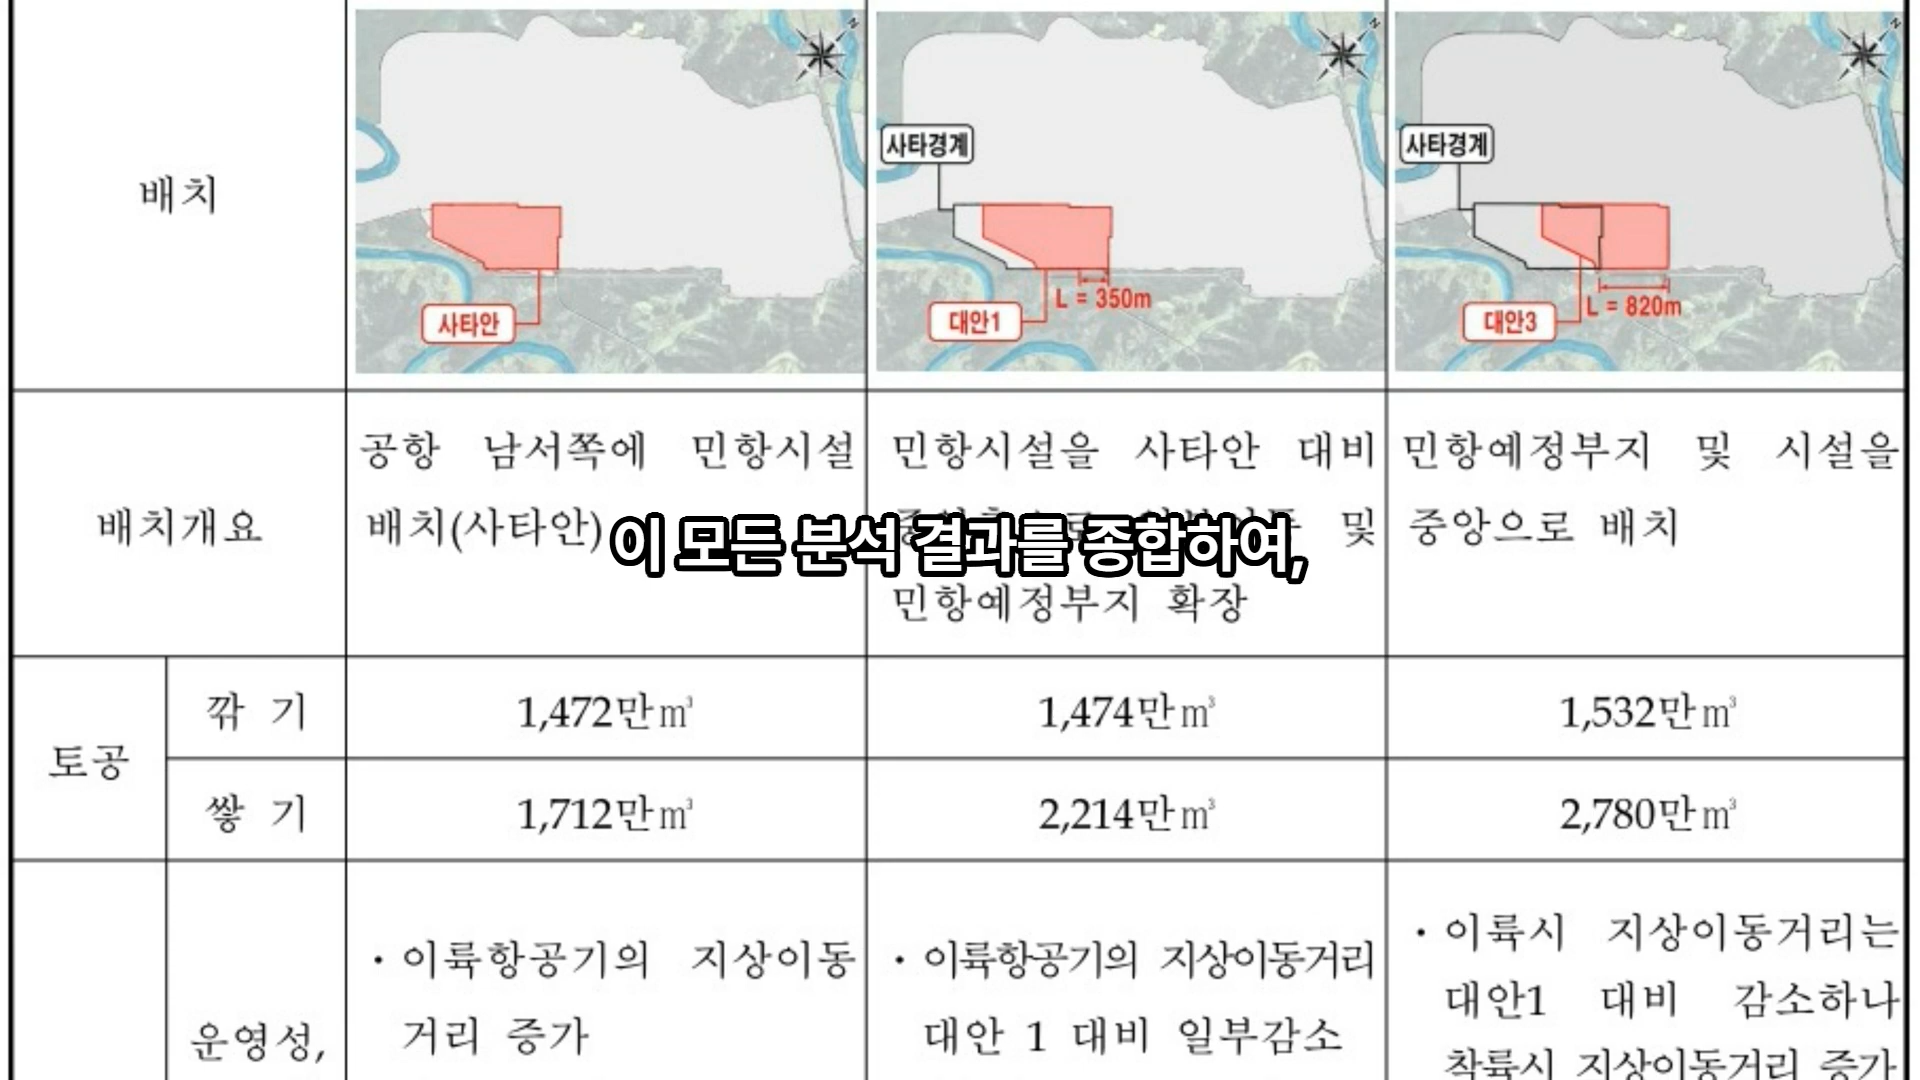 배치
N
사타안
N
사타경계
대안1
L = 350m
N
사타경계
대안3
L = 820m
배치개요
공항 남서쪽에 민항시설
배치(사타안)
민항시설을 사타안 대비
및
민항예정부지 확장
민항예정부지 및 시설을
중앙으로 배치
이 모든 분석 결과를 종합하여,
토공
깎 기
1,472만㎥
1,474만㎥
1,532만㎥
쌓 기
1,712만㎥
2,214만㎥
2,780만㎥
운영성,
· 이륙항공기의 지상이동
거리 증가
· 이륙항공기의 지상이동거리
대안 1 대비 일부감소
· 이륙시 지상이동거리는
대안1 대비 감소하나
착륙시 지상이동거리 증가